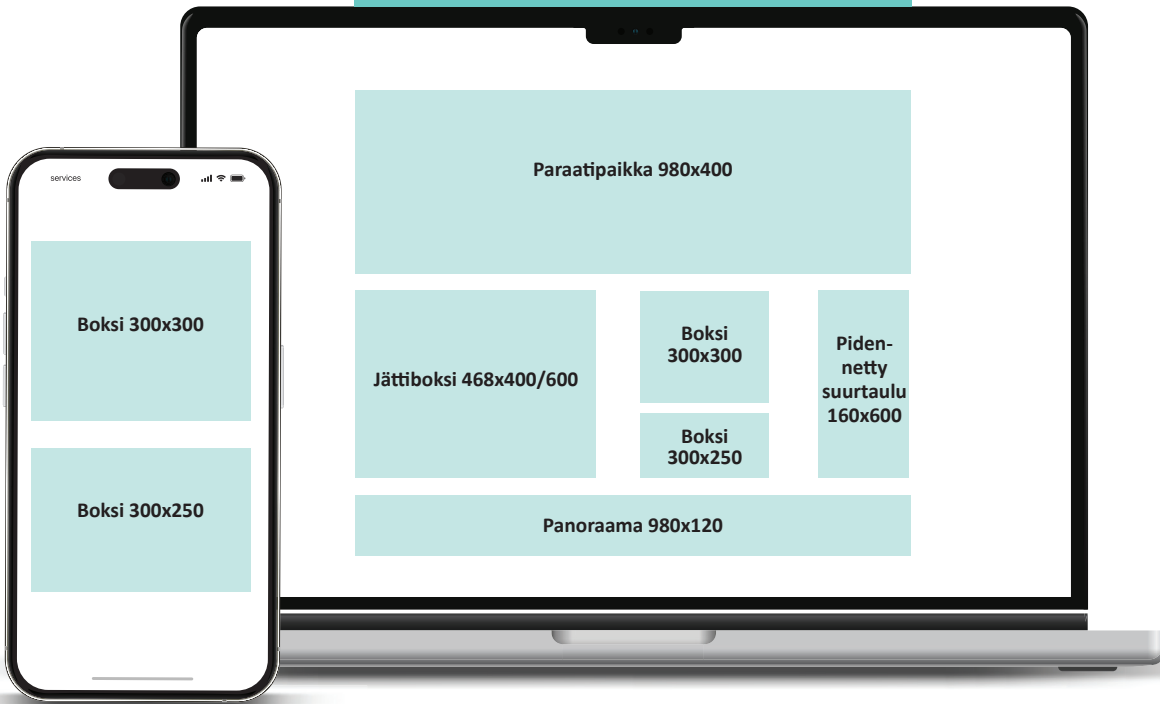 services
Boksi 300x300
Boksi 300x250
Paraatipaikka 980x400
Jättiboksi 468x400/600
Boksi
300x300
Boksi
300x250
Piden-
netty
suurtaulu
160x600
Panoraama 980x120